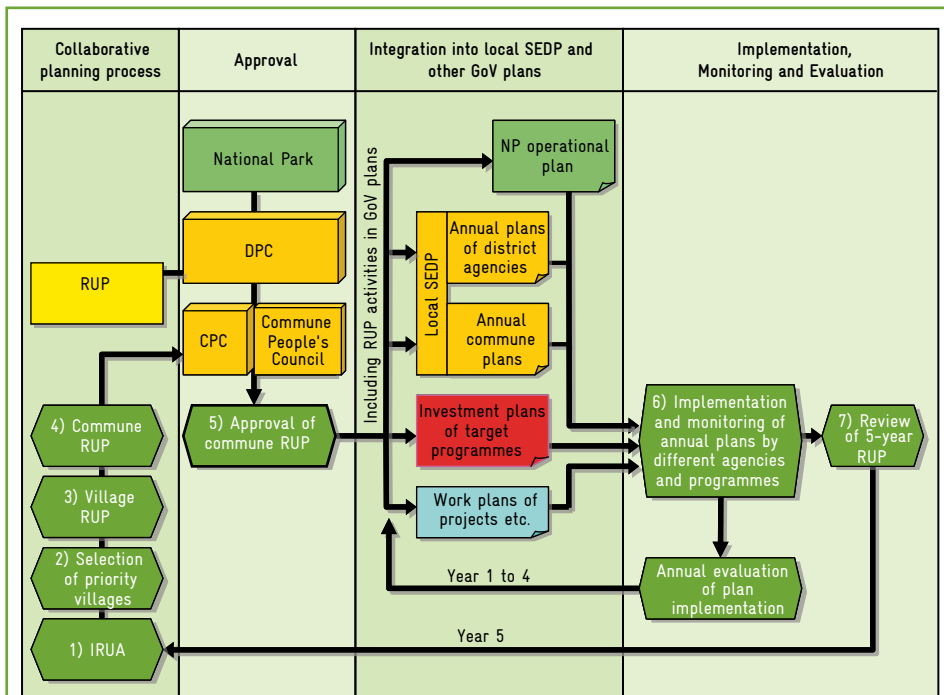 Collaborative
planning process
Approval
Integration into local SEDP and
other GoV plans
Implementation,
Monitoring and Evaluation
RUP
4) Commune
RUP
3) Village
RUP
2) Selection
of priority
villages
1) IRUA
National Park
DPC
CPC
Commune
People's
Council
5) Approval of
commune RUP
Including RUP activities in GoV plans
NP operational
plan
Local SEDP
Annual plans
of district
agencies
Annual
commune
plans
Investment plans
of target
programmes
Work plans of
projects etc.
6) Implementation
and monitoring of
annual plans by
different agencies
and programmes
7) Review
of 5-year
RUP
Annual evaluation
of plan
implementation
Year 1 to 4
Year 5